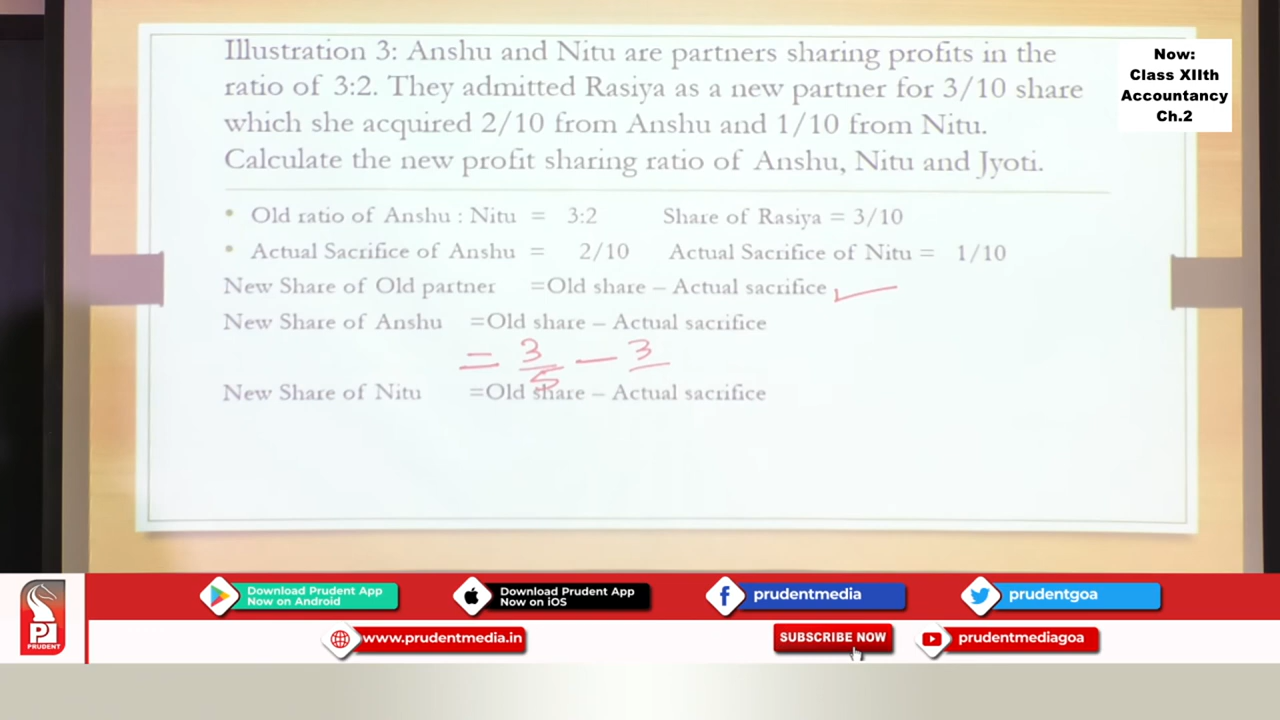 Illustration 3: Anshu and Nitu are partners sharing profits in the
ratio of 3:2. They admitted Rasiya as a new partner for 3/10 share
which she acquired 2/10 from Anshu and 1/10 from Nitu.
Calculate the new profit sharing ratio of Anshu, Nitu and Jyoti.
Now:
Class XIIth
Accountancy
Ch.2
• Old ratio of Anshu : Nitu = 3:2 Share of Rasiya = 3/10
• Actual Sacrifice of Anshu = 2/10 Actual Sacrifice of Nitu = 1/10
New Share of Old partner =Old share – Actual sacrifice
New Share of Anshu =Old share – Actual sacrifice
= 3/5 – 3
New Share of Nitu =Old share – Actual sacrifice
PRUDENT
Download Prudent App
Now on Android
Download Prudent App
Now on iOS
prudentmedia
prudentgoa
www.prudentmedia.in
SUBSCRIBE NOW
prudentmediagoa